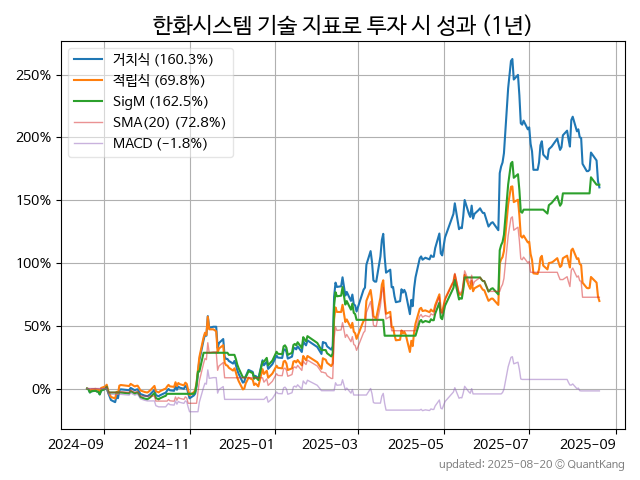 한화시스템 기술 지표로 투자 시 성과 (1년)
거치식 (160.3%)
적립식 (69.8%)
SigM (162.5%)
SMA(20) (72.8%)
MACD (−1.8%)
250%
200%
150%
100%
50%
0%
2024-09 2024-11 2025-01 2025-03 2025-05 2025-07 2025-09
updated: 2025-08-20 © QuantKang